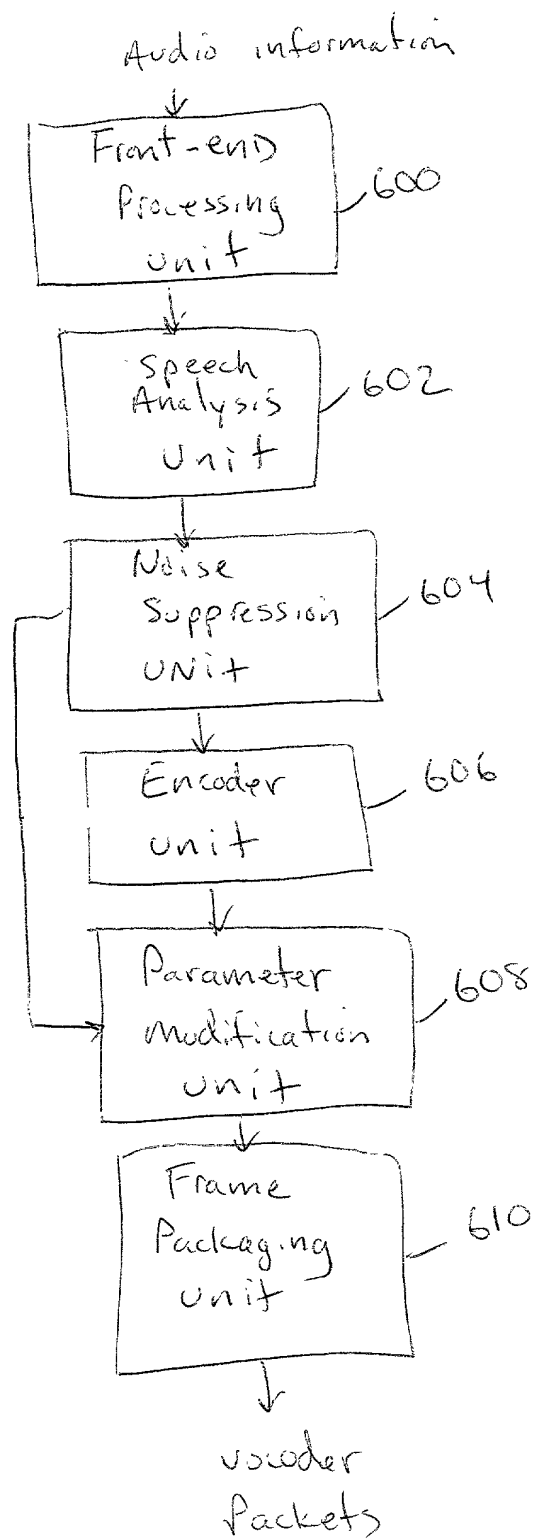 Audio information
Front-end
Processing
unit
600
Speech
Analysis
Unit
602
Noise
Suppression
UNit
604
Encoder
unit
606
Parameter
Modification
unit
608
Frame
Packaging
unit
610
vocoder
Packets